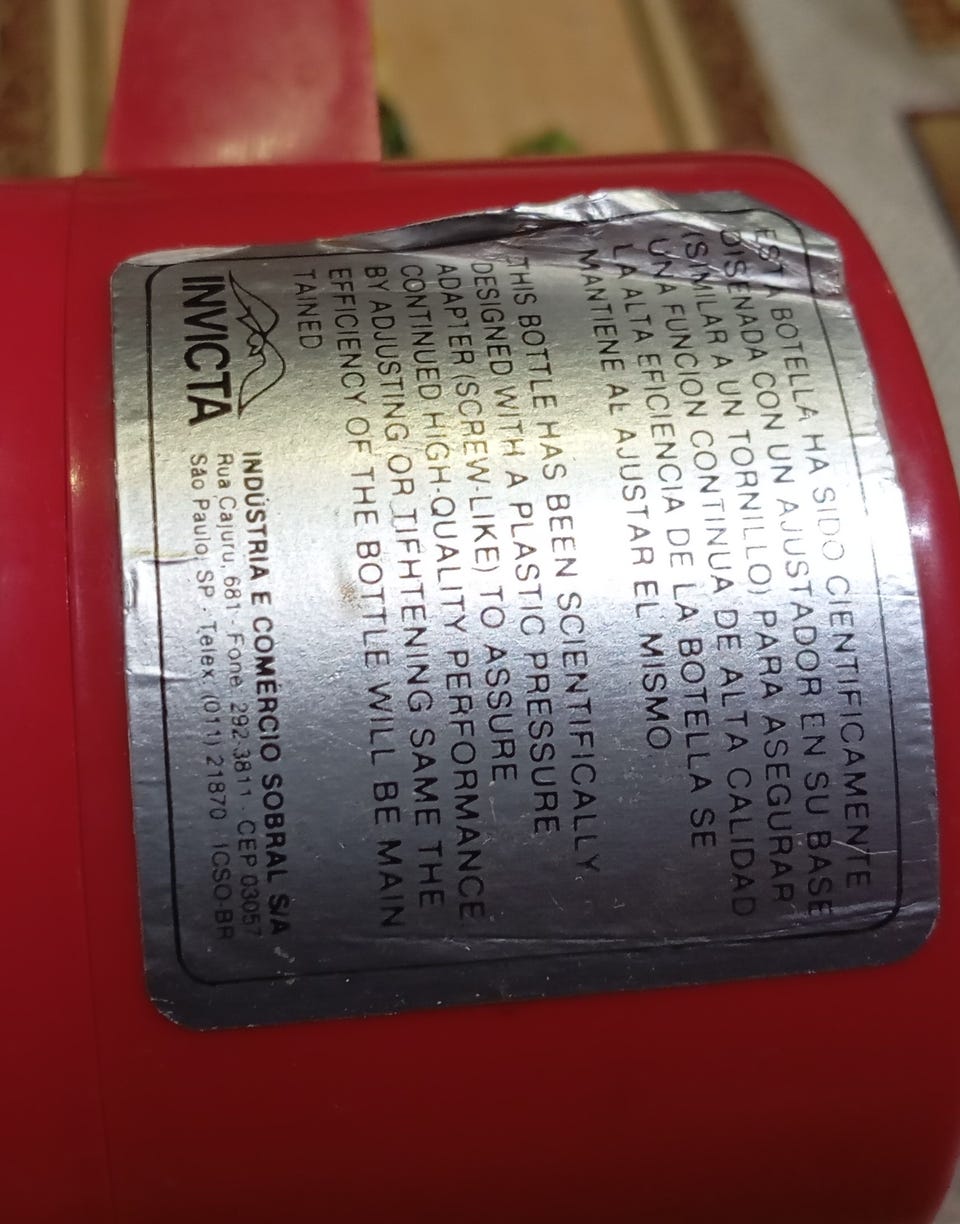 ESTA BOTELLA HA SIDO CIENTIFICAMENTE
DISENADA CON UN AJUSTADOR EN SU BASE
(SIMILAR A UN TORNILLO) PARA ASEGURAR
UNA FUNCION CONTINUA DE ALTA CALIDAD
LA ALTA EFICIENCIA DE LA BOTELLA SE
MANTIENE AL AJUSTAR EL MISMO
THIS BOTTLE HAS BEEN SCIENTIFICALLY
DESIGNED WITH A PLASTIC PRESSURE
ADAPTER (SCREW-LIKE) TO ASSURE
CONTINUED HIGH-QUALITY PERFORMANCE
BY ADJUSTING OR TIFHTENING SAME THE
EFFICIENCY OF THE BOTTLE WILL BE MAIN
TAINED
INVICTA
INDÚSTRIA E COMÉRCIO SOBRAL S/A
Rua Cajuru, 681 - Fone 292.3811 - CEP 03057
São Paulo, SP - Telex (011) 21870 ICSO-BR